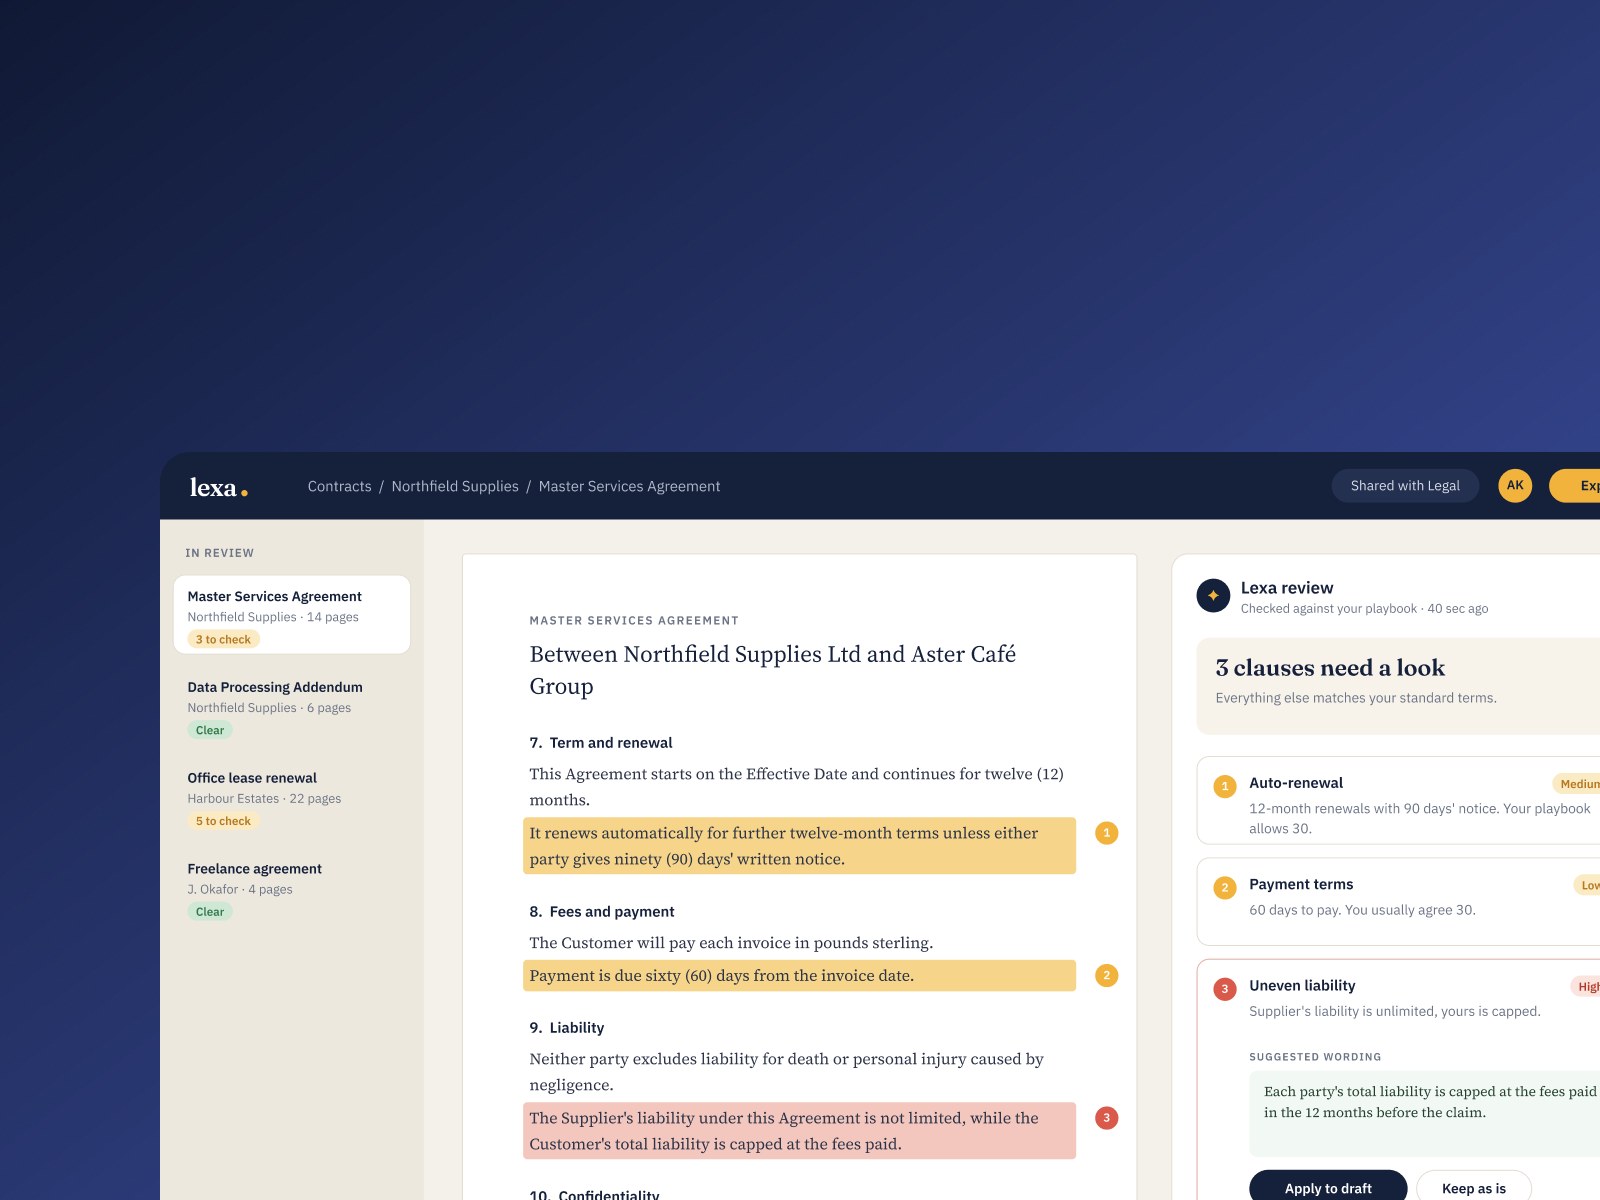 lexa.
Contracts / Northfield Supplies / Master Services Agreement
Shared with Legal
AK
IN REVIEW
Master Services Agreement
Northfield Supplies · 14 pages
3 to check
Data Processing Addendum
Northfield Supplies · 6 pages
Clear
Office lease renewal
Harbour Estates · 22 pages
5 to check
Freelance agreement
J. Okafor · 4 pages
Clear
MASTER SERVICES AGREEMENT
Between Northfield Supplies Ltd and Aster Café
Group
7. Term and renewal
This Agreement starts on the Effective Date and continues for twelve (12)
months.
It renews automatically for further twelve-month terms unless either
party gives ninety (90) days' written notice.
1
8. Fees and payment
The Customer will pay each invoice in pounds sterling.
Payment is due sixty (60) days from the invoice date.
2
9. Liability
Neither party excludes liability for death or personal injury caused by
negligence.
The Supplier's liability under this Agreement is not limited, while the
Customer's total liability is capped at the fees paid.
3
10. Confidentiality
Lexa review
Checked against your playbook · 40 sec ago
3 clauses need a look
Everything else matches your standard terms.
1
Auto-renewal
12-month renewals with 90 days' notice. Your playbook
allows 30.
2
Payment terms
Low
60 days to pay. You usually agree 30.
3
Uneven liability
High
Supplier's liability is unlimited, yours is capped.
SUGGESTED WORDING
Each party's total liability is capped at the fees paid
in the 12 months before the claim.
Apply to draft
Keep as is